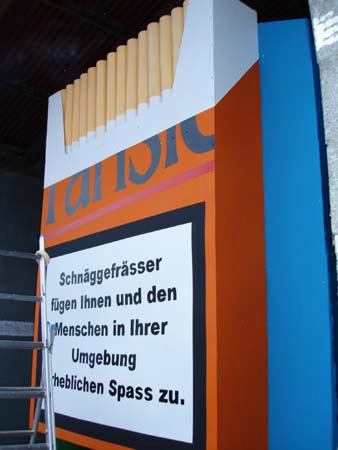 Schnäggefrässer
fügen Ihnen und den
Menschen in Ihrer
Umgebung
heblichen Spass zu.